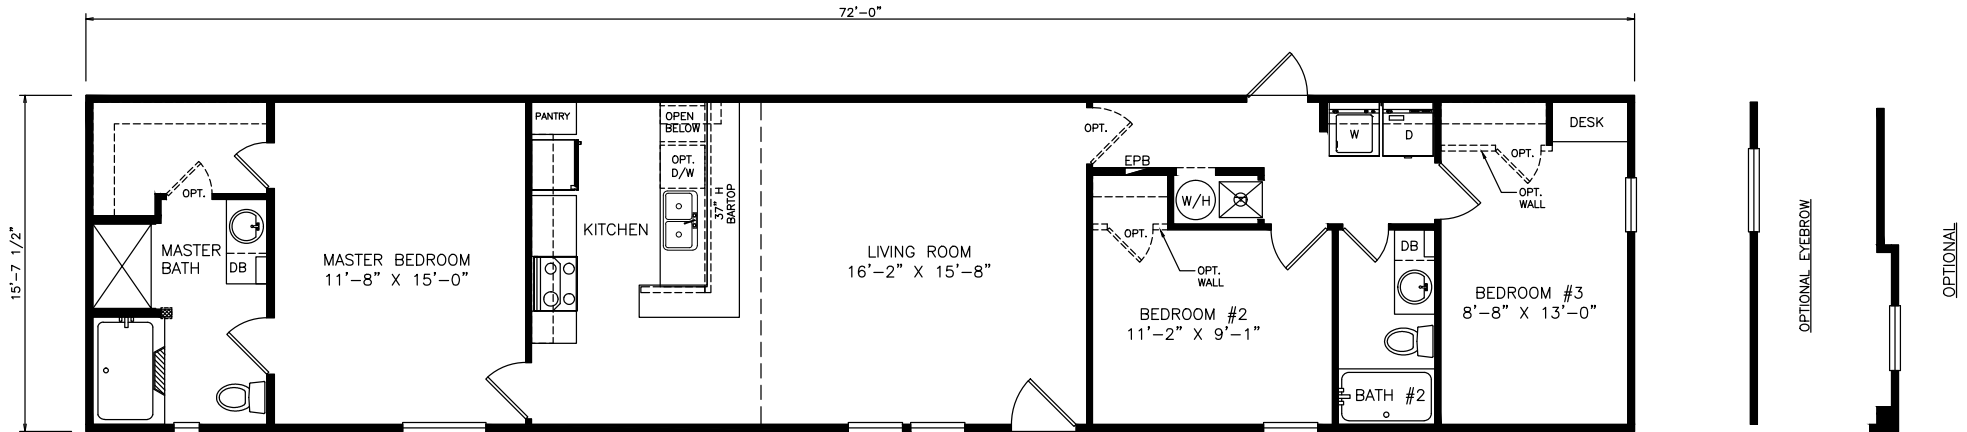 72'-0"
15'-7 1/2"
PANTRY
OPEN
BELOW
OPT.
D/W
37" H
BARTOP
KITCHEN
OPT.
MASTER
BATH
DB
MASTER BEDROOM
11'-8" X 15'-0"
LIVING ROOM
16'-2" X 15'-8"
OPT.
EPB
W/H
OPT.
OPT.
WALL
BEDROOM #2
11'-2" X 9'-1"
W
D
DESK
OPT.
OPT.
WALL
DB
BEDROOM #3
8'-8" X 13'-0"
BATH #2
OPTIONAL EYEBROW
OPTIONAL